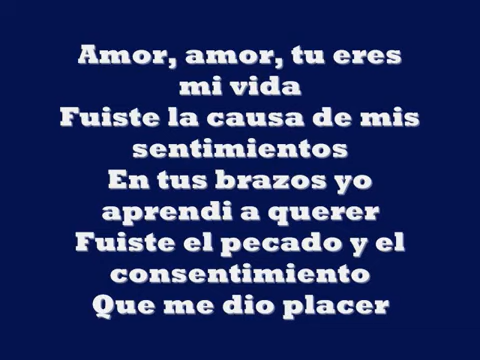 Amor, amor, tu eres
mi vida
Fuiste la causa de mis
sentimientos
En tus brazos yo
aprendi a querer
Fuiste el pecado y el
consentimiento
Que me dio placer